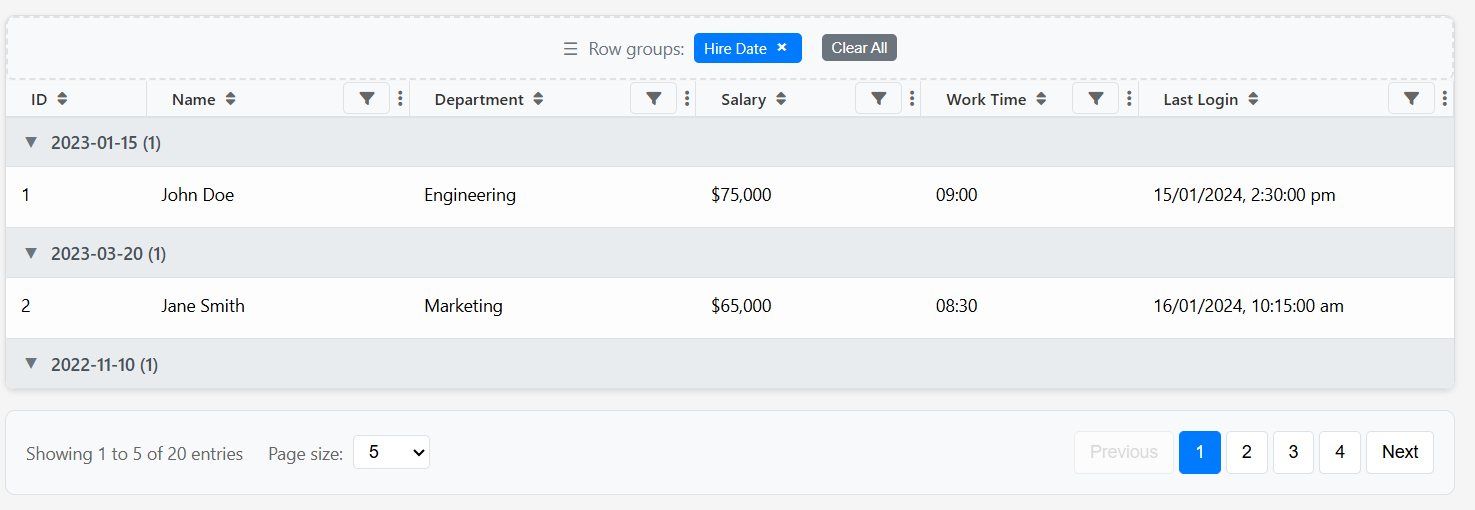 ☰ Row groups: Hire Date × Clear All
ID Name Department Salary Work Time Last Login
▼ 2023-01-15 (1)
1 John Doe Engineering $75,000 09:00 15/01/2024, 2:30:00 pm
▼ 2023-03-20 (1)
2 Jane Smith Marketing $65,000 08:30 16/01/2024, 10:15:00 am
▼ 2022-11-10 (1)
Showing 1 to 5 of 20 entries Page size: 5 Previous 1 2 3 4 Next